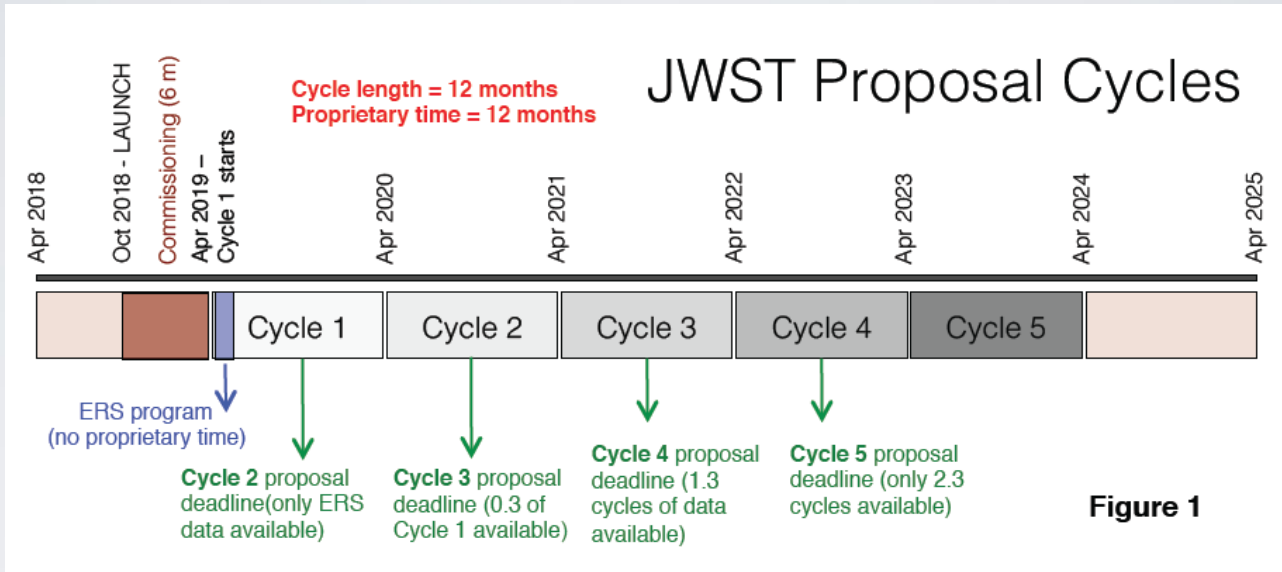 JWST Proposal Cycles
Cycle length = 12 months
Proprietary time = 12 months
Apr 2018
Oct 2018 - LAUNCH
Commissioning (6 m)
Apr 2019 –
Cycle 1 starts
Apr 2020
Apr 2021
Apr 2022
Apr 2023
Apr 2024
Apr 2025
Cycle 1
Cycle 2
Cycle 3
Cycle 4
Cycle 5
ERS program
(no proprietary time)
Cycle 2 proposal
deadline(only ERS
data available)
Cycle 3 proposal
deadline (0.3 of
Cycle 1 available)
Cycle 4 proposal
deadline (1.3
cycles of data
available)
Cycle 5 proposal
deadline (only 2.3
cycles available)
Figure 1